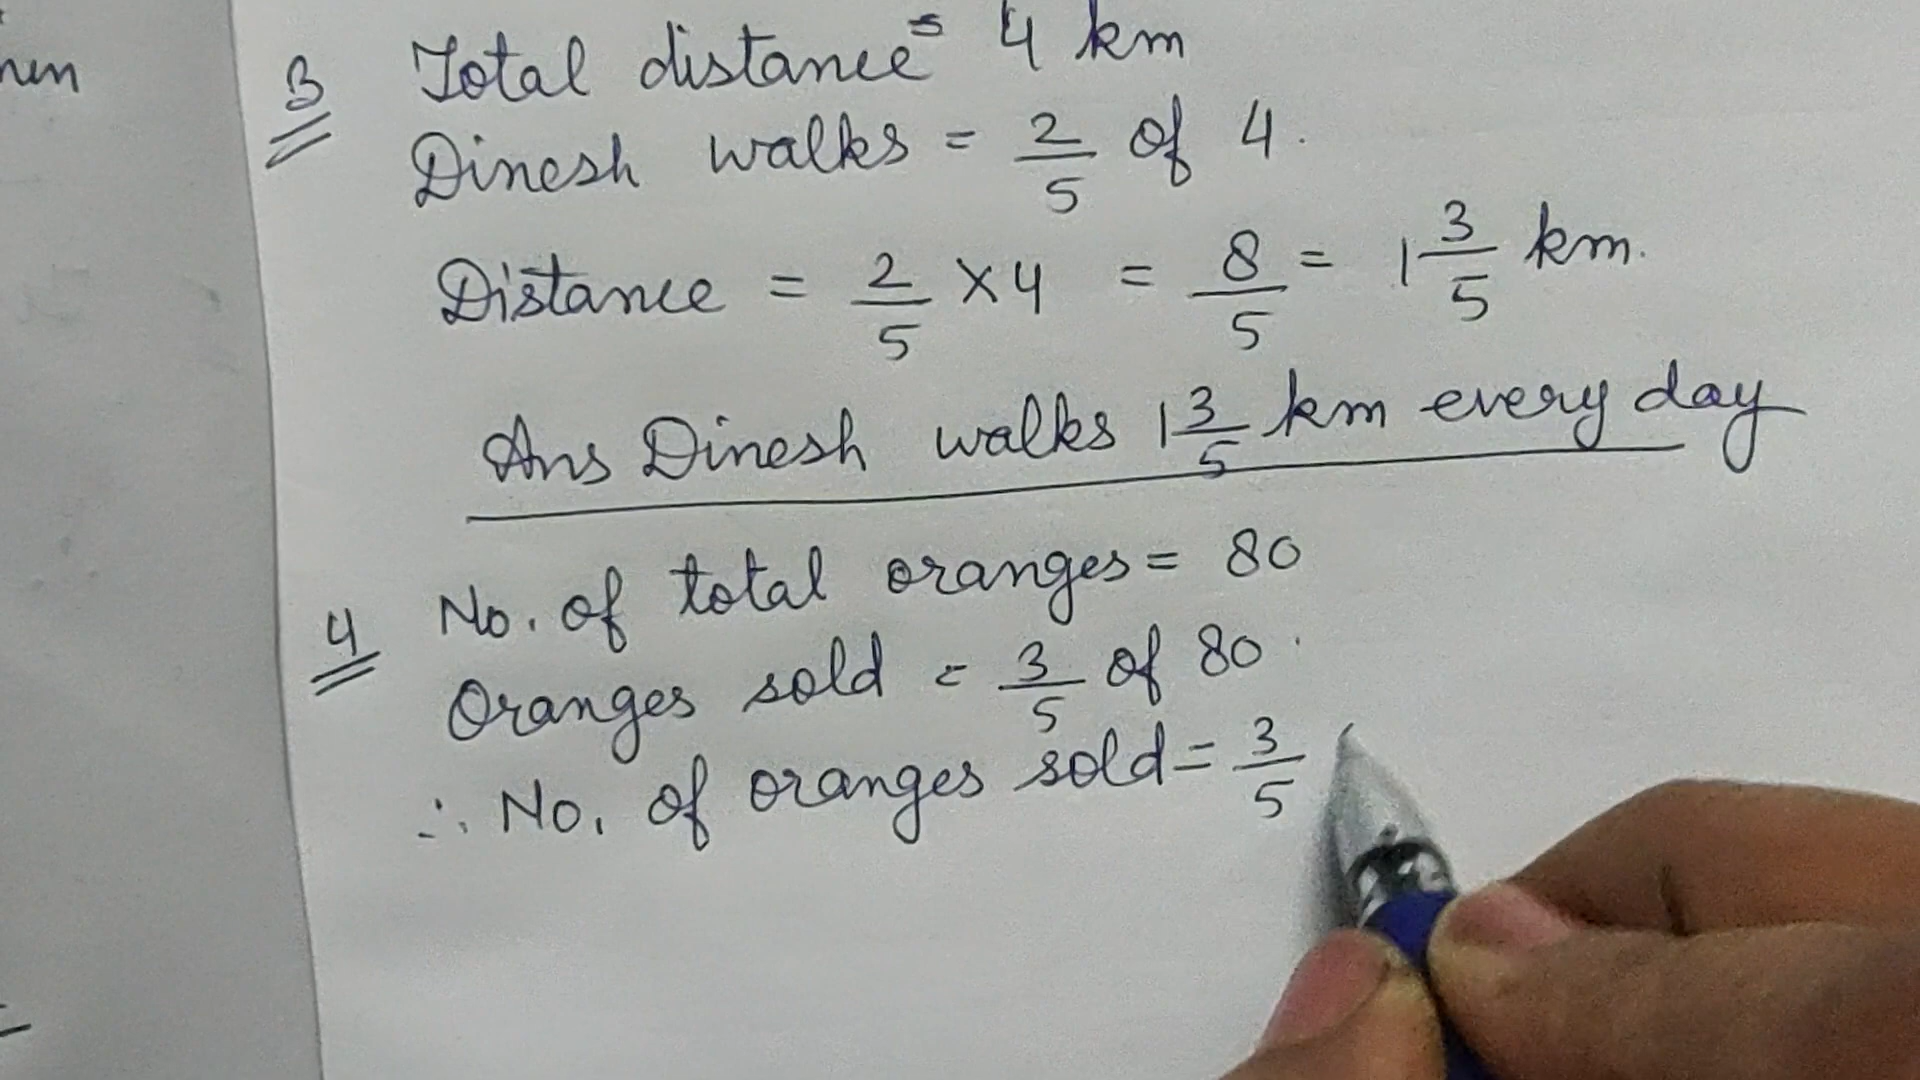 3 Total distance = 4 km
Dinesh walks = 2/5 of 4.
Distance = 2/5 × 4 = 8/5 = 1 3/5 km.
Ans Dinesh walks 1 3/5 km every day
4 No. of total oranges = 80
Oranges sold = 3/5 of 80.
∴ No. of oranges sold = 3/5